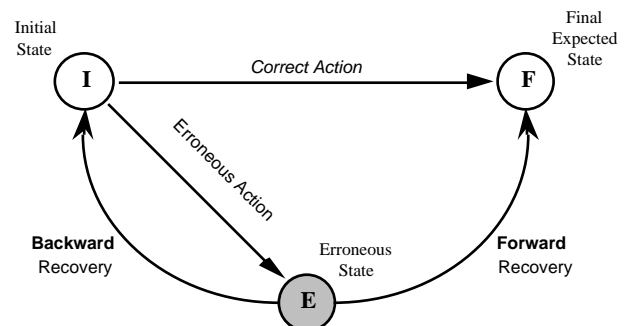 Initial
State
Final
Expected
State
I
Correct Action
F
Erroneous Action
Backward
Recovery
Erroneous
State
Forward
Recovery
E